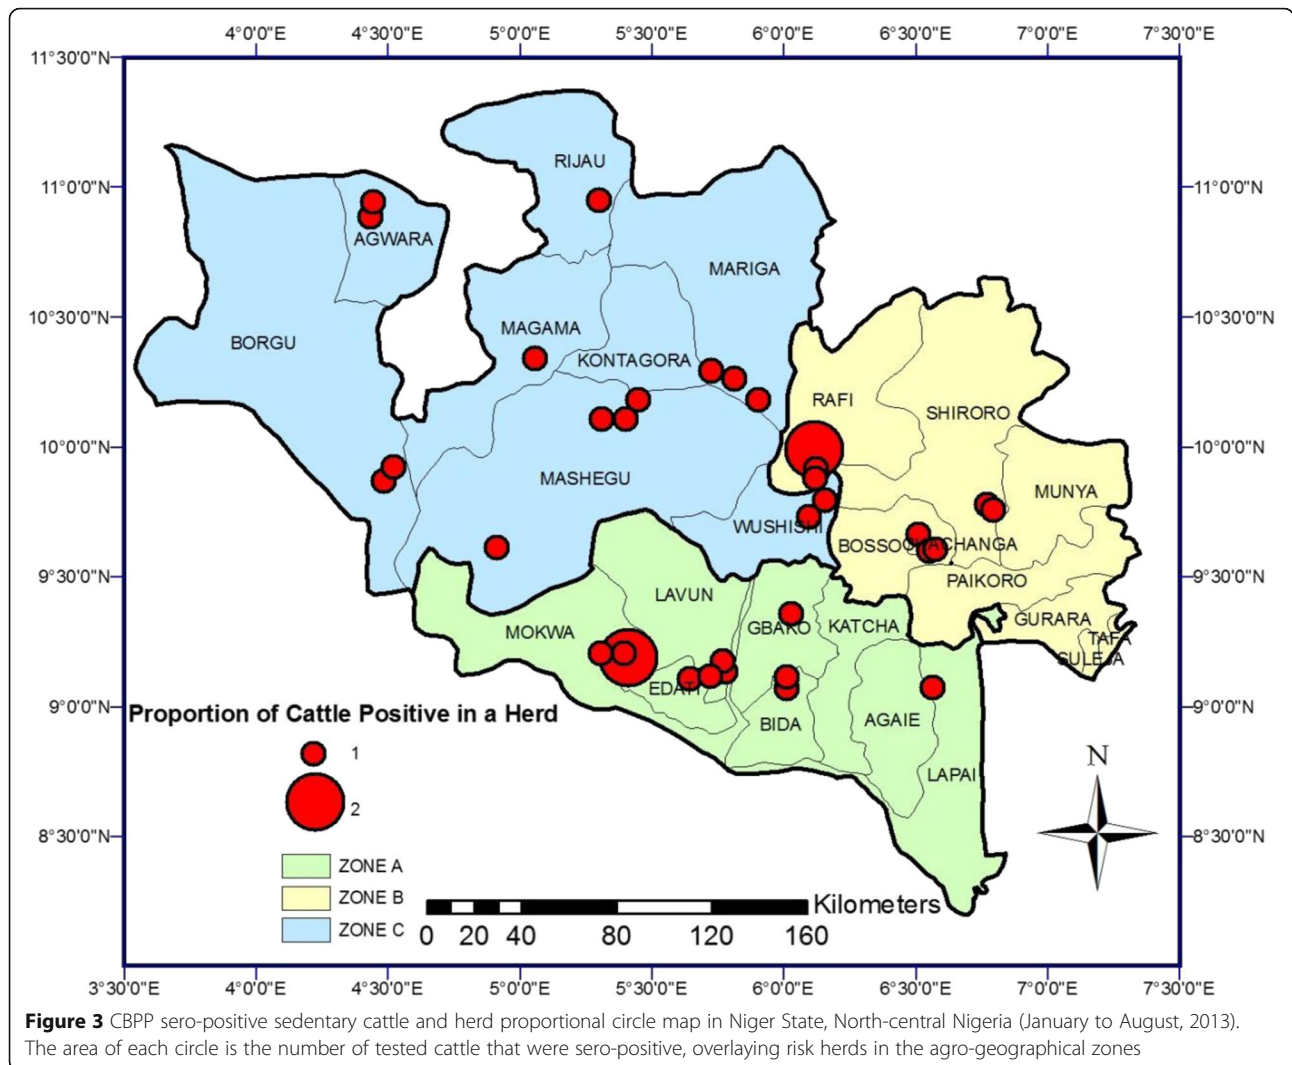 4°0'0"E 4°30'0"E 5°0'0"E 5°30'0"E 6°0'0"E 6°30'0"E 7°0'0"E 7°30'0"E
11°30'0"N
11°0'0"N 11°0'0"N
10°30'0"N 10°30'0"N
10°0'0"N 10°0'0"N
9°30'0"N 9°30'0"N
9°0'0"N 9°0'0"N
8°30'0"N 8°30'0"N
RIJAU
AGWARA
MARIGA
BORGU
MAGAMA
KONTAGORA
RAFI
SHIRORO
MASHEGU
MUNYA
WUSHISHI
BOSSO
CHANGA
PAIKORO
LAVUN
GBAKO
KATCHA
GURARA
MOKWA
TAFA
SULEJA
EDATI
BIDA
AGAIE
LAPAI
Proportion of Cattle Positive in a Herd
1
2
ZONE A
ZONE B
ZONE C
N
Kilometers
0 20 40 80 120 160
3°30'0"E 4°0'0"E 4°30'0"E 5°0'0"E 5°30'0"E 6°0'0"E 6°30'0"E 7°0'0"E 7°30'0"E
Figure 3 CBPP sero-positive sedentary cattle and herd proportional circle map in Niger State, North-central Nigeria (January to August, 2013).
The area of each circle is the number of tested cattle that were sero-positive, overlaying risk herds in the agro-geographical zones